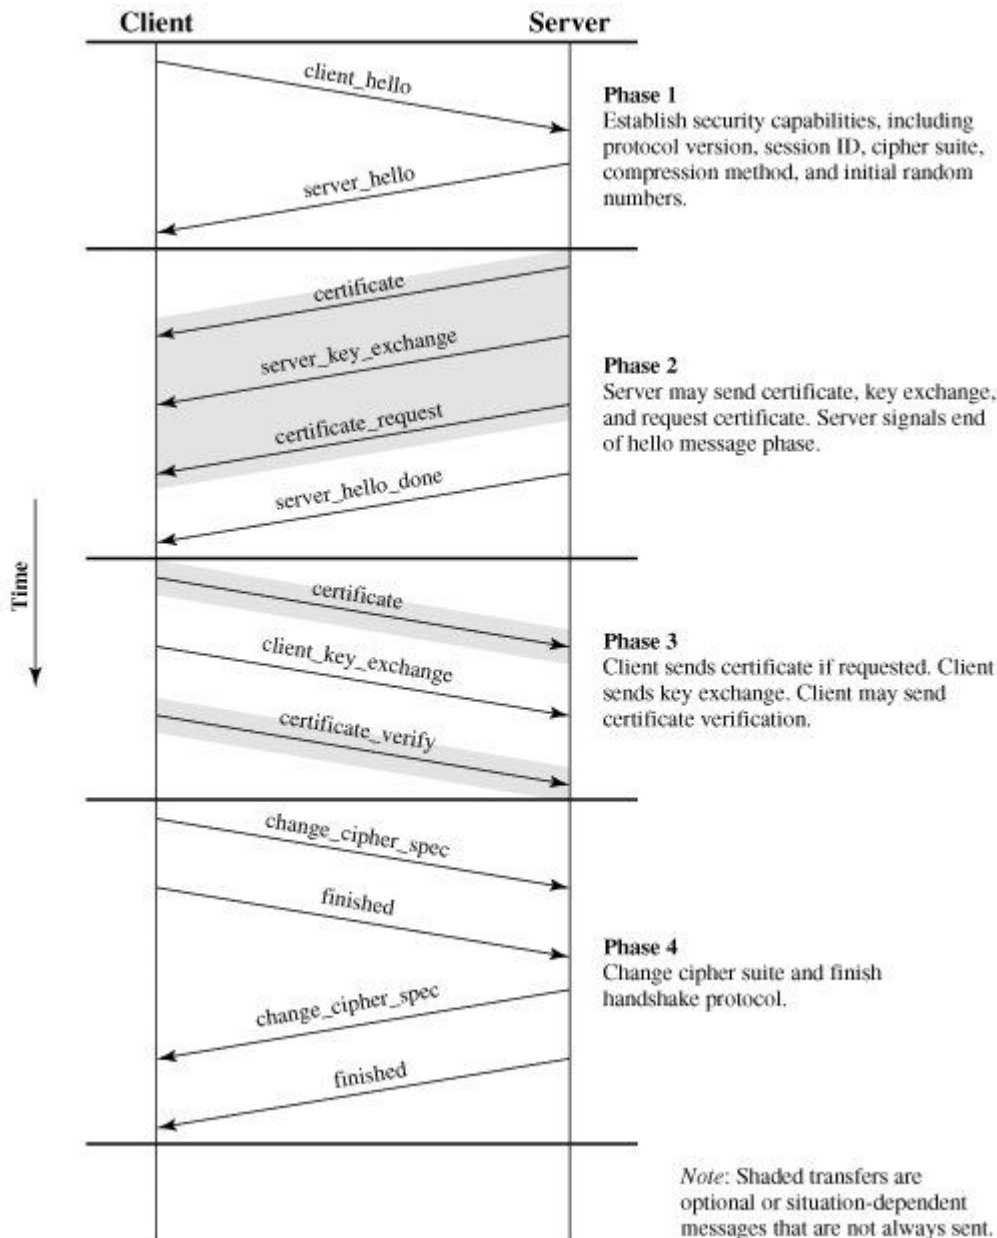 Client
Server
client_hello
server_hello
Phase 1
Establish security capabilities, including
protocol version, session ID, cipher suite,
compression method, and initial random
numbers.
certificate
server_key_exchange
certificate_request
server_hello_done
Phase 2
Server may send certificate, key exchange,
and request certificate. Server signals end
of hello message phase.
Time
certificate
client_key_exchange
certificate_verify
Phase 3
Client sends certificate if requested. Client
sends key exchange. Client may send
certificate verification.
change_cipher_spec
finished
change_cipher_spec
finished
Phase 4
Change cipher suite and finish
handshake protocol.
Note: Shaded transfers are
optional or situation-dependent
messages that are not always sent.